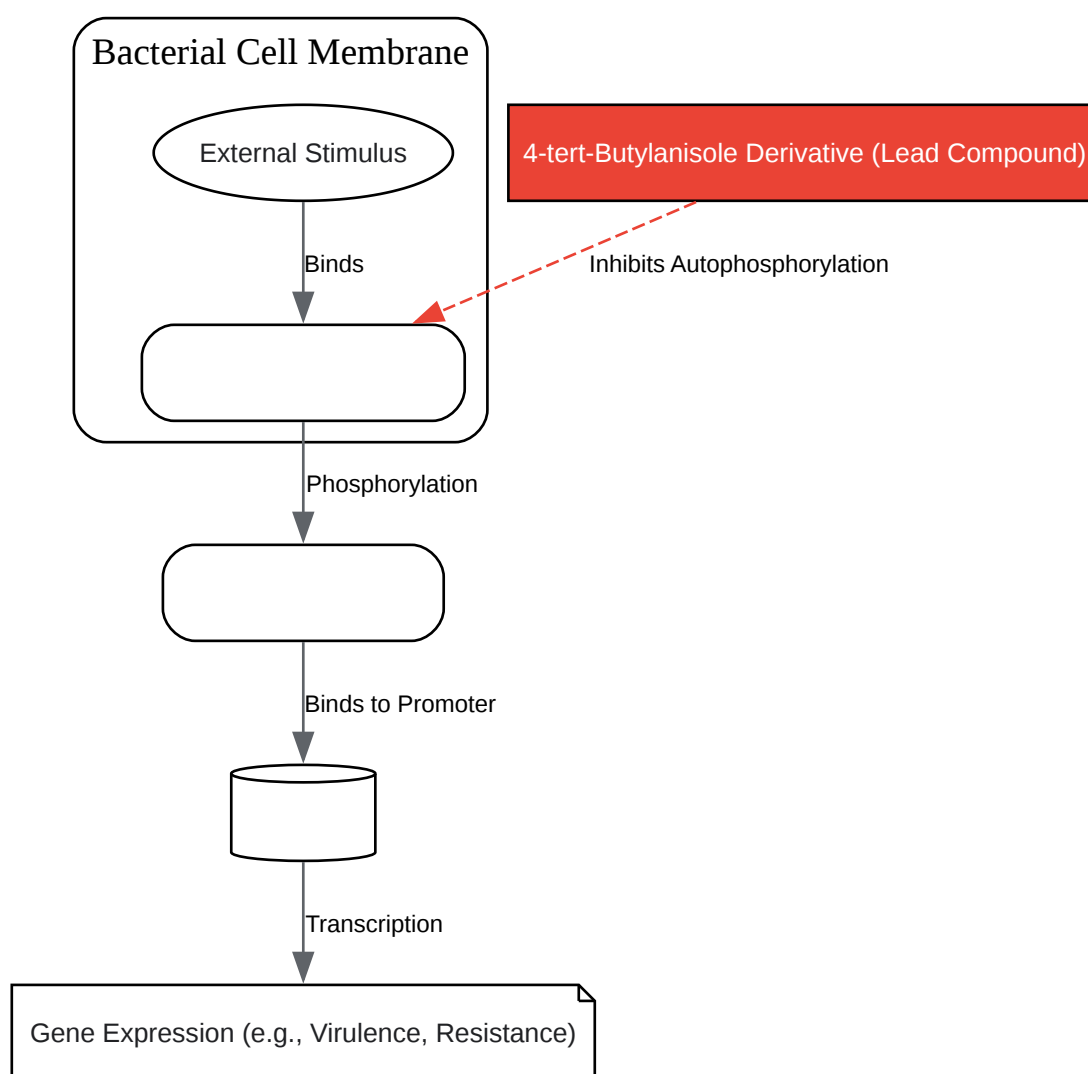 Bacterial Cell Membrane
External Stimulus
4-tert-Butylanisole Derivative (Lead Compound)
Binds
Inhibits Autophosphorylation
Phosphorylation
Binds to Promoter
Transcription
Gene Expression (e.g., Virulence, Resistance)